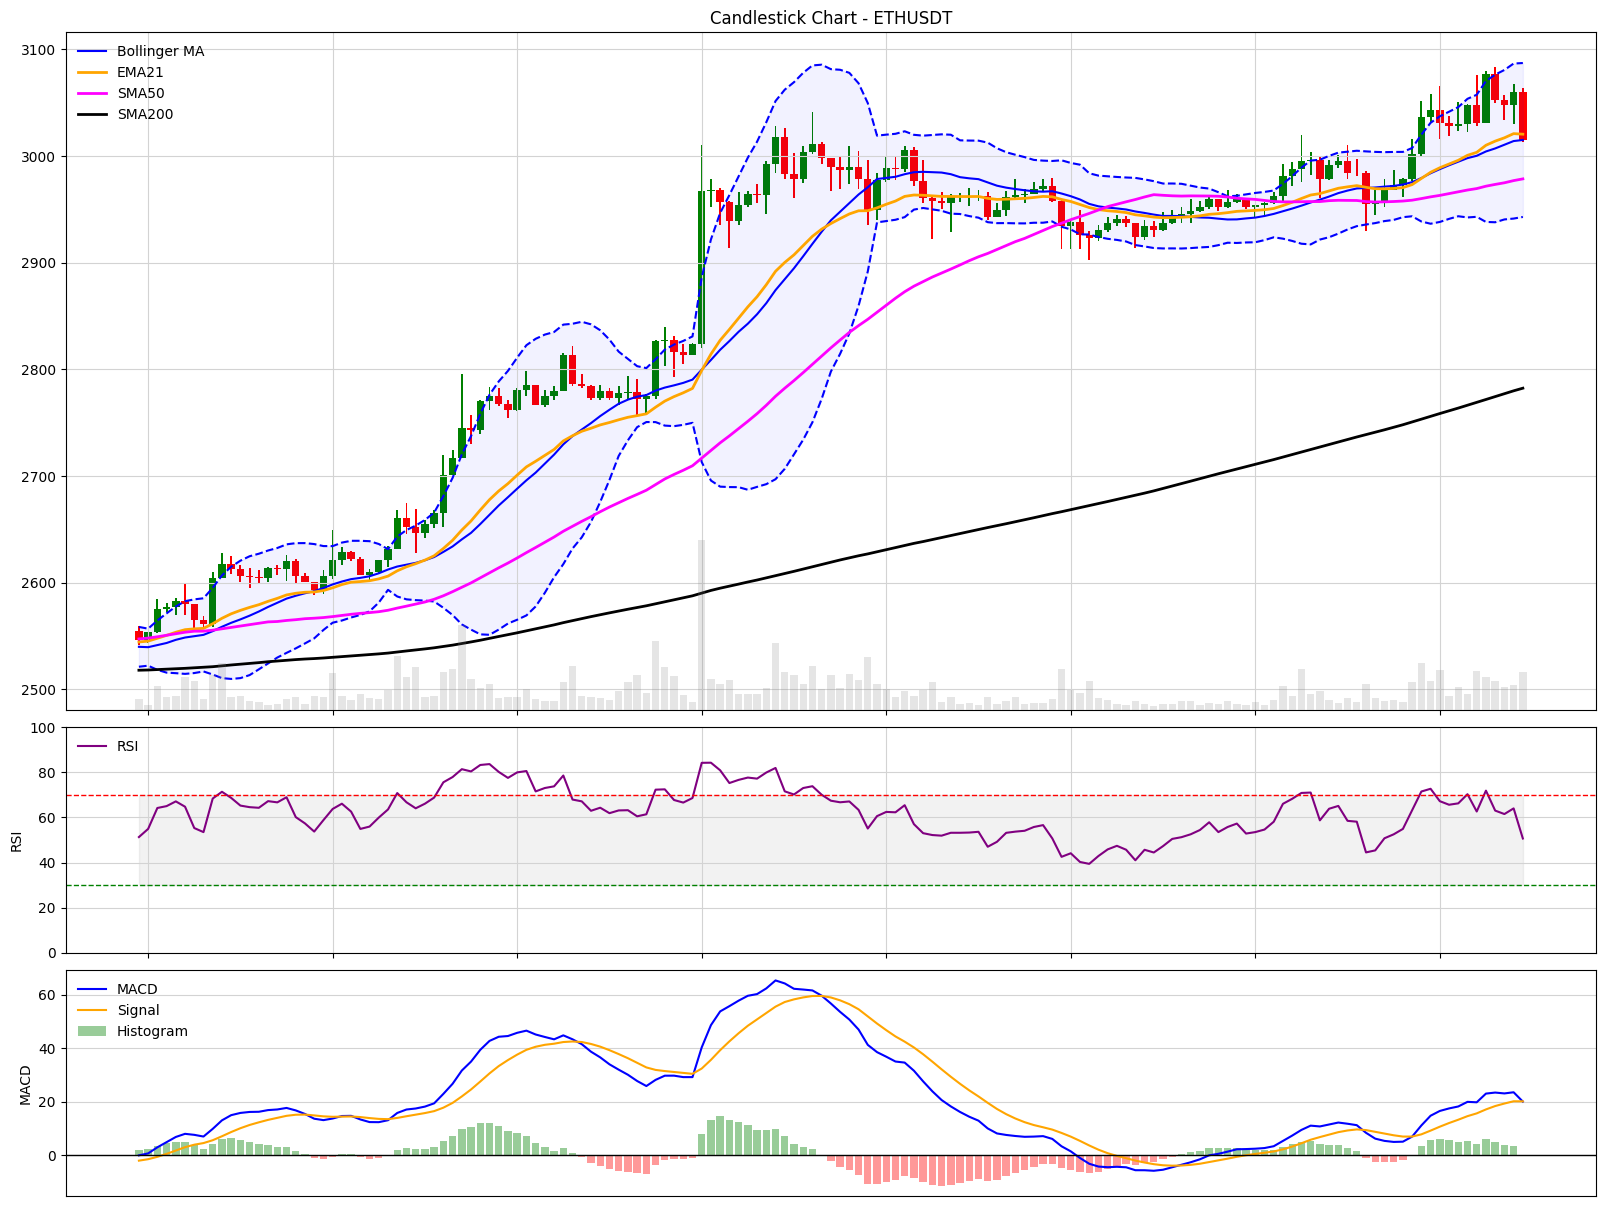 Candlestick Chart - ETHUSDT
Bollinger MA
EMA21
SMA50
SMA200
3100
3000
2900
2800
2700
2600
2500
RSI
RSI
100
80
60
40
20
0
MACD
MACD
Signal
Histogram
60
40
20
0